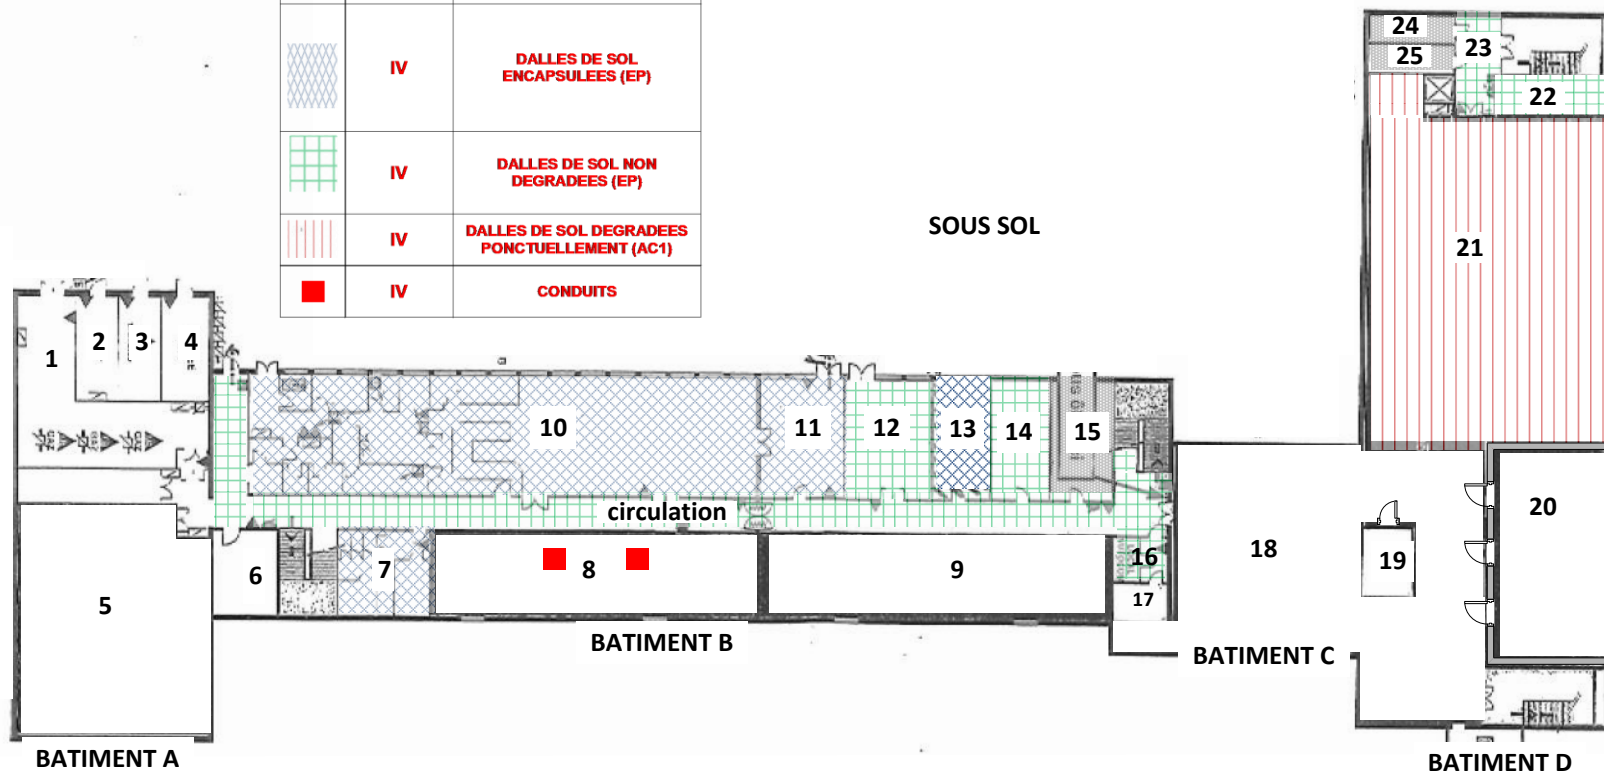 IV
DALLES DE SOL
ENCAPSULEES (EP)
IV
DALLES DE SOL NON
DEGRADEES (EP)
IV
DALLES DE SOL DEGRADEES
PONCTUELLEMENT (AC1)
IV
CONDUITS
SOUS SOL
24
25
23
22
21
1
2
3
4
10
11
12
13
14
15
circulation
5
6
7
8
9
16
17
18
19
20
BATIMENT B
BATIMENT C
BATIMENT A
BATIMENT D